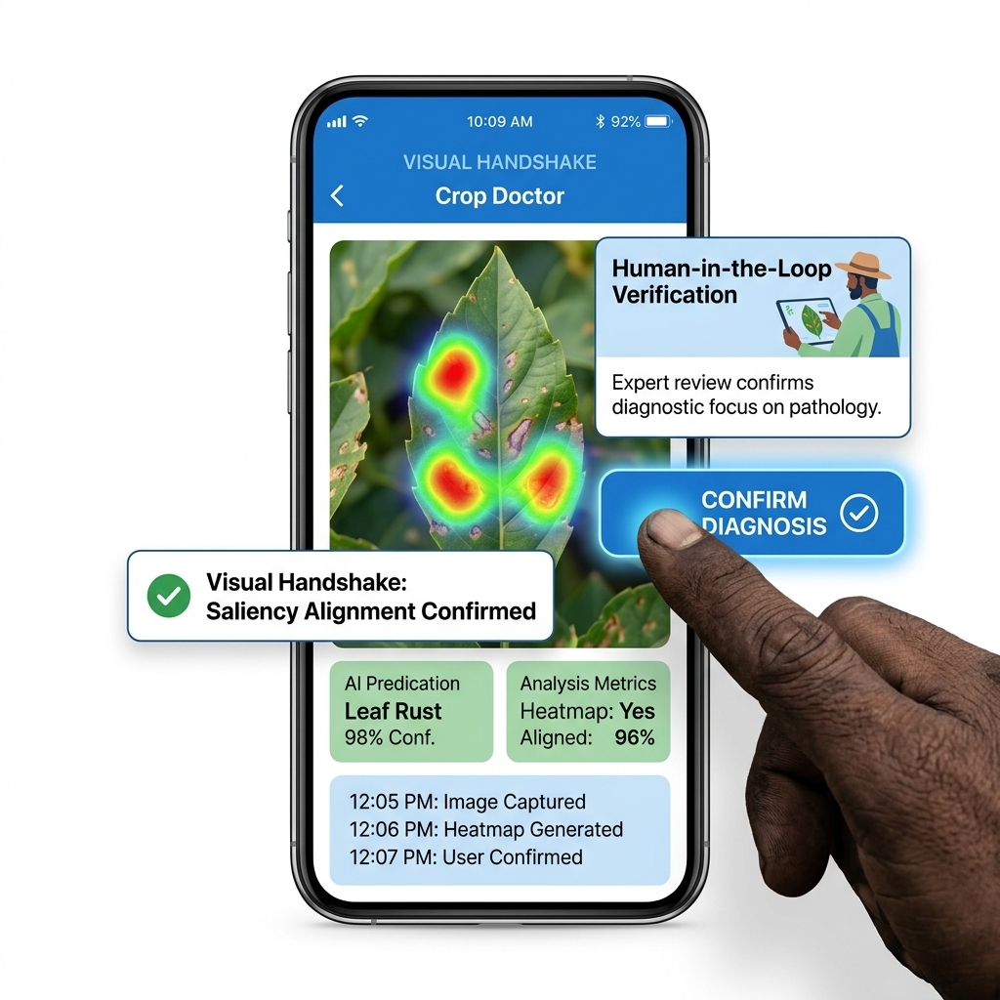 10:09 AM
92%
VISUAL HANDSHAKE
Crop Doctor
Human-in-the-Loop
Verification
Expert review confirms
diagnostic focus on pathology.
CONFIRM
DIAGNOSIS
Visual Handshake:
Saliency Alignment Confirmed
AI Predication
Leaf Rust
98% Conf.
Analysis Metrics
Heatmap: Yes
Aligned: 96%
12:05 PM: Image Captured
12:06 PM: Heatmap Generated
12:07 PM: User Confirmed